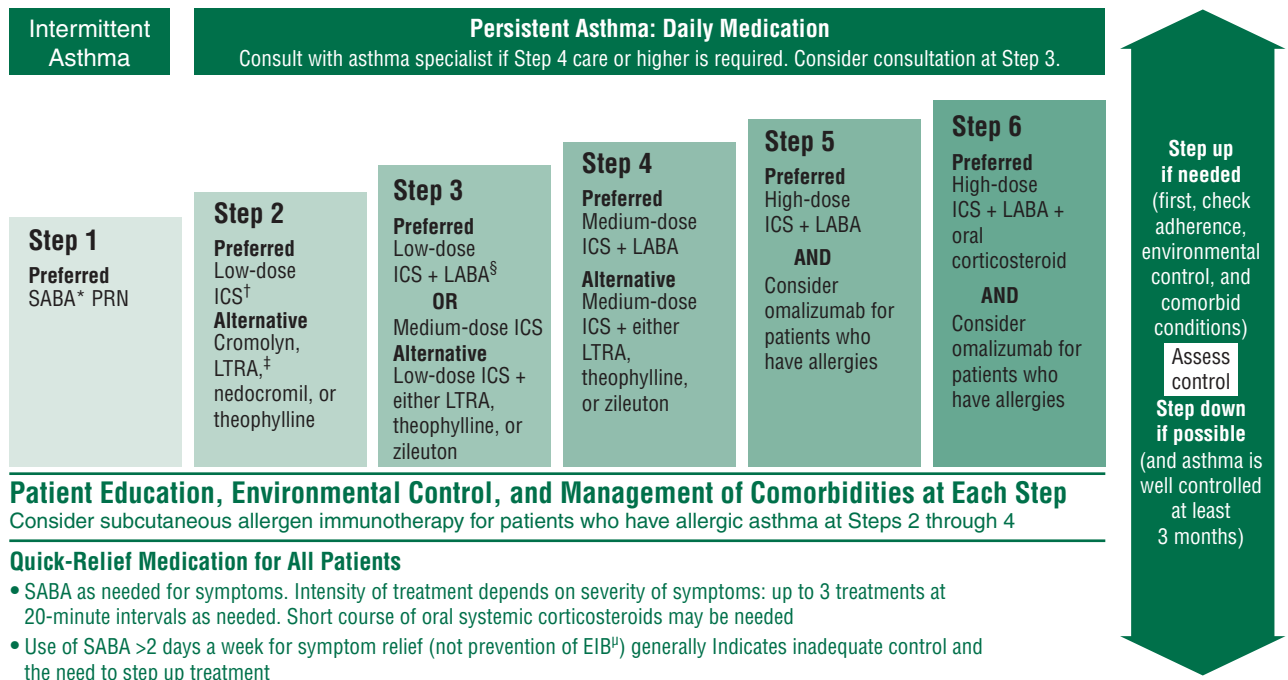 Intermittent
Asthma
Persistent Asthma: Daily Medication
Consult with asthma specialist if Step 4 care or higher is required. Consider consultation at Step 3.
Step 1
Preferred
SABA* PRN
Step 2
Preferred
Low-dose
ICS†
Alternative
Cromolyn,
LTRA,‡
nedocromil, or
theophylline
Step 3
Preferred
Low-dose
ICS + LABA§
OR
Medium-dose ICS
Alternative
Low-dose ICS +
either LTRA,
theophylline, or
zileuton
Step 4
Preferred
Medium-dose
ICS + LABA
Alternative
Medium-dose
ICS + either
LTRA,
theophylline,
or zileuton
Step 5
Preferred
High-dose
ICS + LABA
AND
Consider
omalizumab for
patients who
have allergies
Step 6
Preferred
High-dose
ICS + LABA +
oral
corticosteroid
AND
Consider
omalizumab for
patients who
have allergies
Step up
if needed
(first, check
adherence,
environmental
control, and
comorbid
conditions)
Assess
control
Step down
if possible
(and asthma is
well controlled
at least
3 months)
Patient Education, Environmental Control, and Management of Comorbidities at Each Step
Consider subcutaneous allergen immunotherapy for patients who have allergic asthma at Steps 2 through 4
Quick-Relief Medication for All Patients
• SABA as needed for symptoms. Intensity of treatment depends on severity of symptoms: up to 3 treatments at
20-minute intervals as needed. Short course of oral systemic corticosteroids may be needed
• Use of SABA >2 days a week for symptom relief (not prevention of EIBµ) generally Indicates inadequate control and
the need to step up treatment